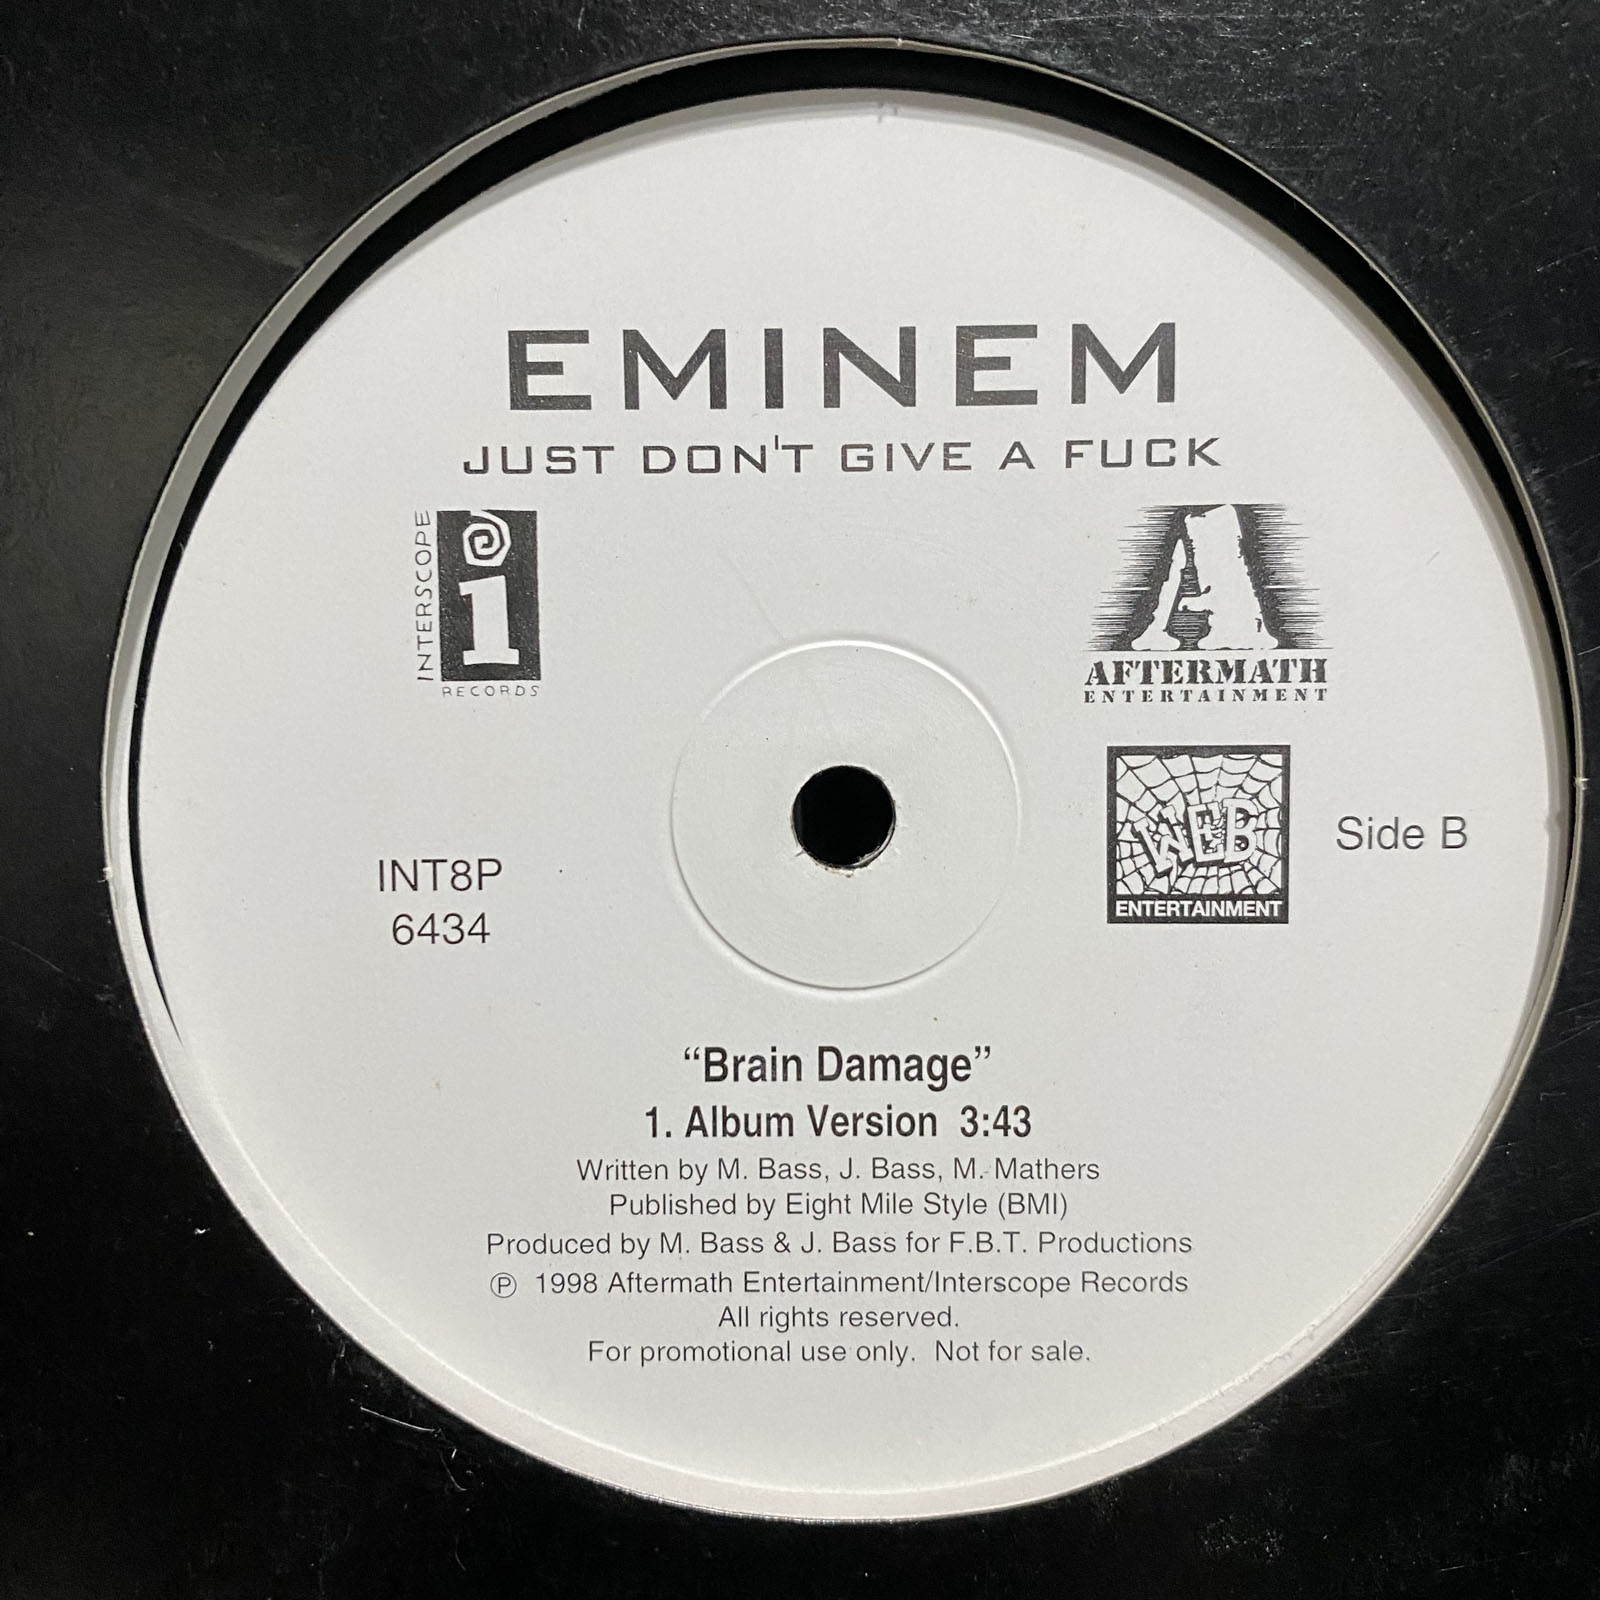 EMINEM
JUST DON'T GIVE A FUCK
INTERSCOPE
i
RECORDS
A
AFTERMATH
ENTERTAINMENT
WEB
ENTERTAINMENT
Side B
INT8P
6434
“Brain Damage”
1. Album Version 3:43
Written by M. Bass, J. Bass, M. Mathers
Published by Eight Mile Style (BMI)
Produced by M. Bass & J. Bass for F.B.T. Productions
Ⓟ 1998 Aftermath Entertainment/Interscope Records
All rights reserved.
For promotional use only. Not for sale.